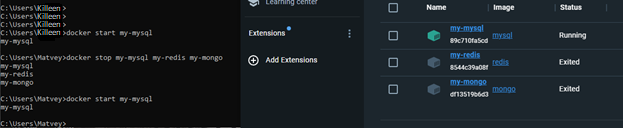 C:\Users\Killeen>
C:\Users\Killeen>
C:\Users\Killeen>
C:\Users\Killeen>docker start my-mysql
my-mysql
C:\Users\Matvey>docker stop my-mysql my-redis my-mongo
my-mysql
my-redis
my-mongo
C:\Users\Matvey>docker start my-mysql
my-mysql
C:\Users\Matvey>
Learning center
Extensions
Add Extensions
Name Image Status
my-mysql
89c710fa5cd
mysql Running
my-redis
8544c39a08f
redis Exited
my-mongo
df13519b6d3
mongo Exited